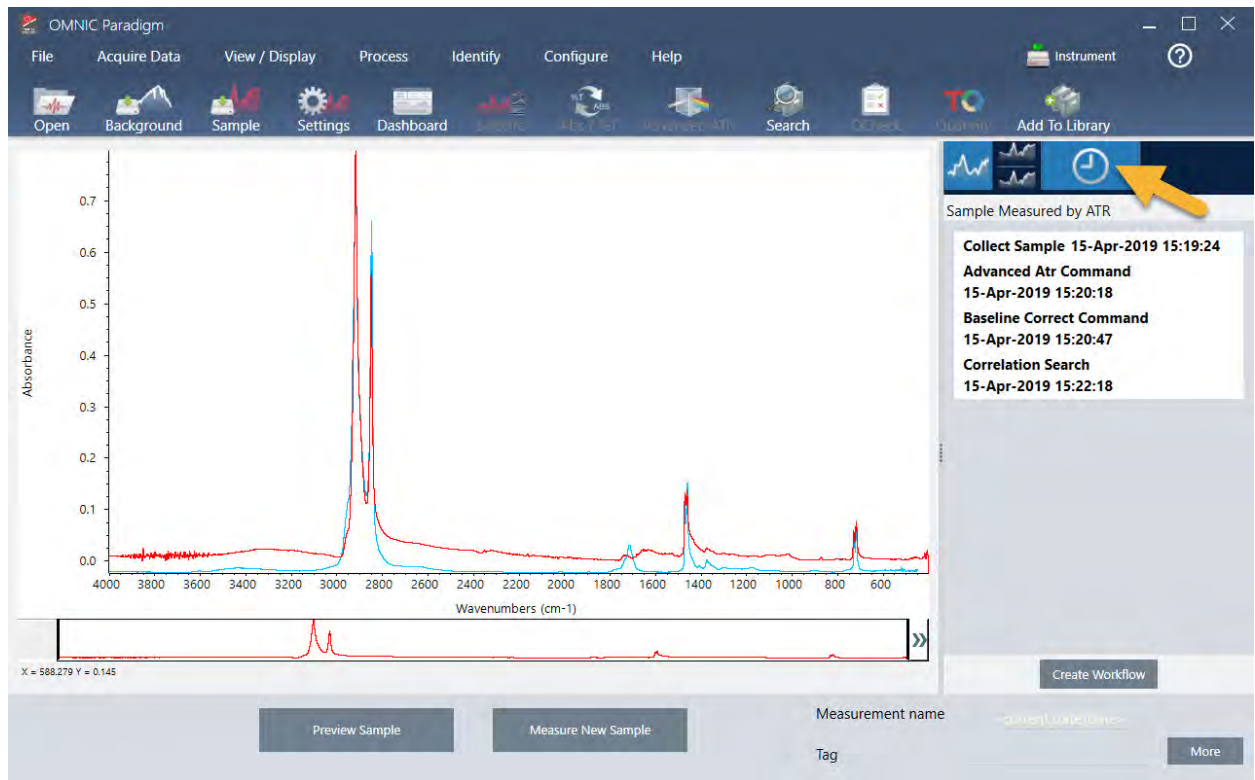 OMNIC Paradigm
File Acquire Data View / Display Process Identify Configure Help Instrument
Open Background Sample Settings Dashboard Search QCheck Quantify Add To Library
Sample Measured by ATR
Collect Sample 15-Apr-2019 15:19:24
Advanced Atr Command
15-Apr-2019 15:20:18
Baseline Correct Command
15-Apr-2019 15:20:47
Correlation Search
15-Apr-2019 15:22:18
0.7
0.6
0.5
0.4
0.3
0.2
0.1
0.0
Absorbance
4000 3800 3600 3400 3200 3000 2800 2600 2400 2200 2000 1800 1600 1400 1200 1000 800 600
Wavenumbers (cm-1)
X = 588.279 Y = 0.145
Create Workflow
Preview Sample Measure New Sample
Measurement name
Tag
More